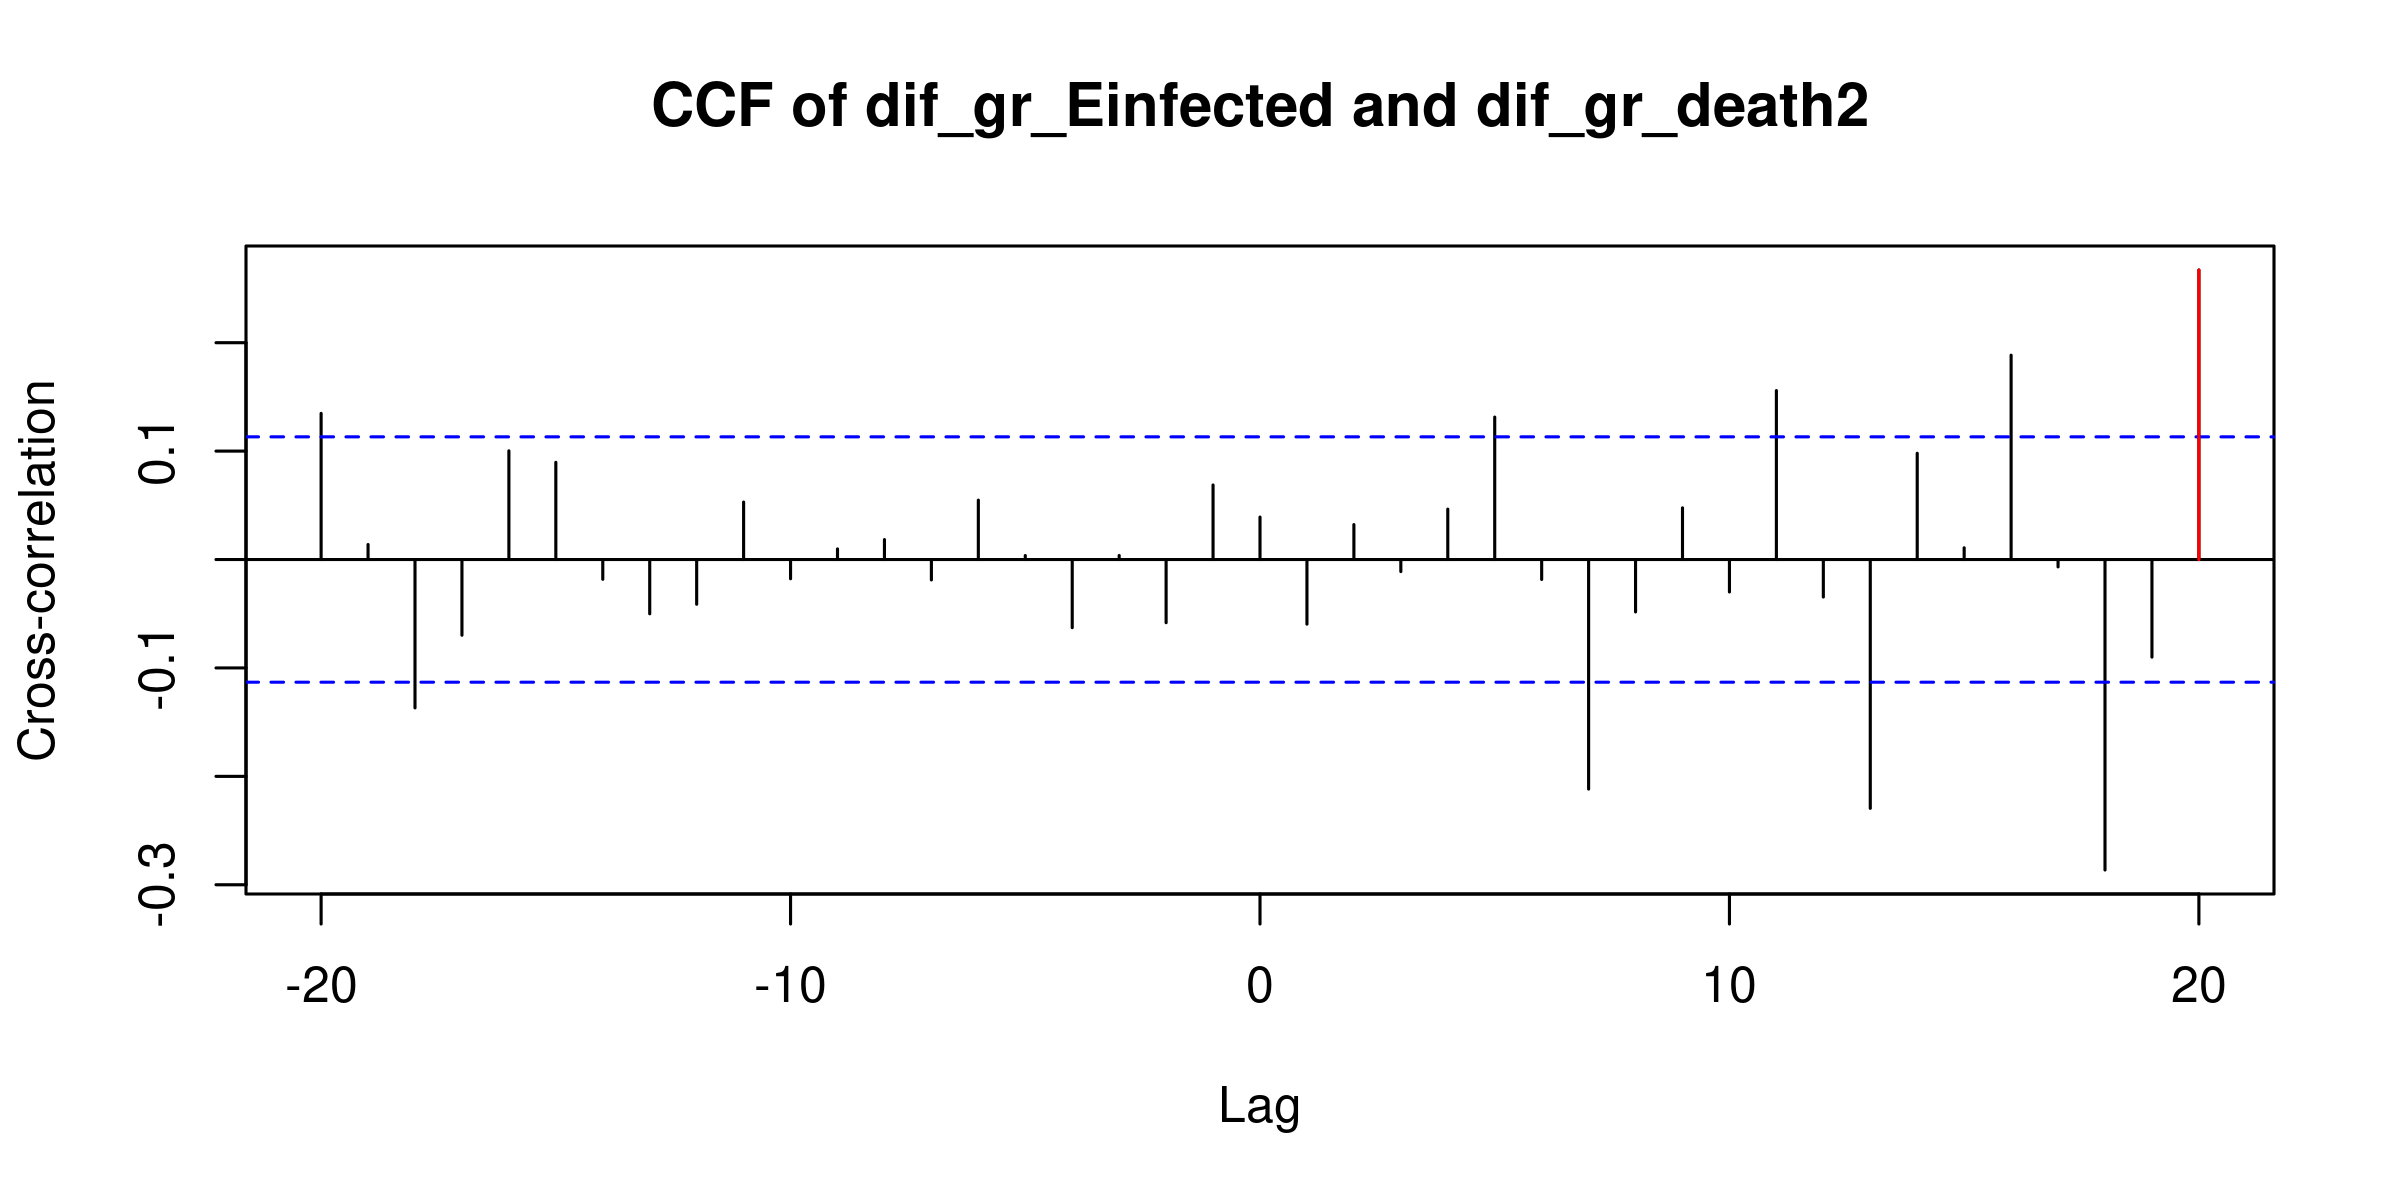 CCF of dif_gr_Einfected and dif_gr_death2
Cross-correlation
0.1
-0.1
-0.3
-20 -10 0 10 20
Lag